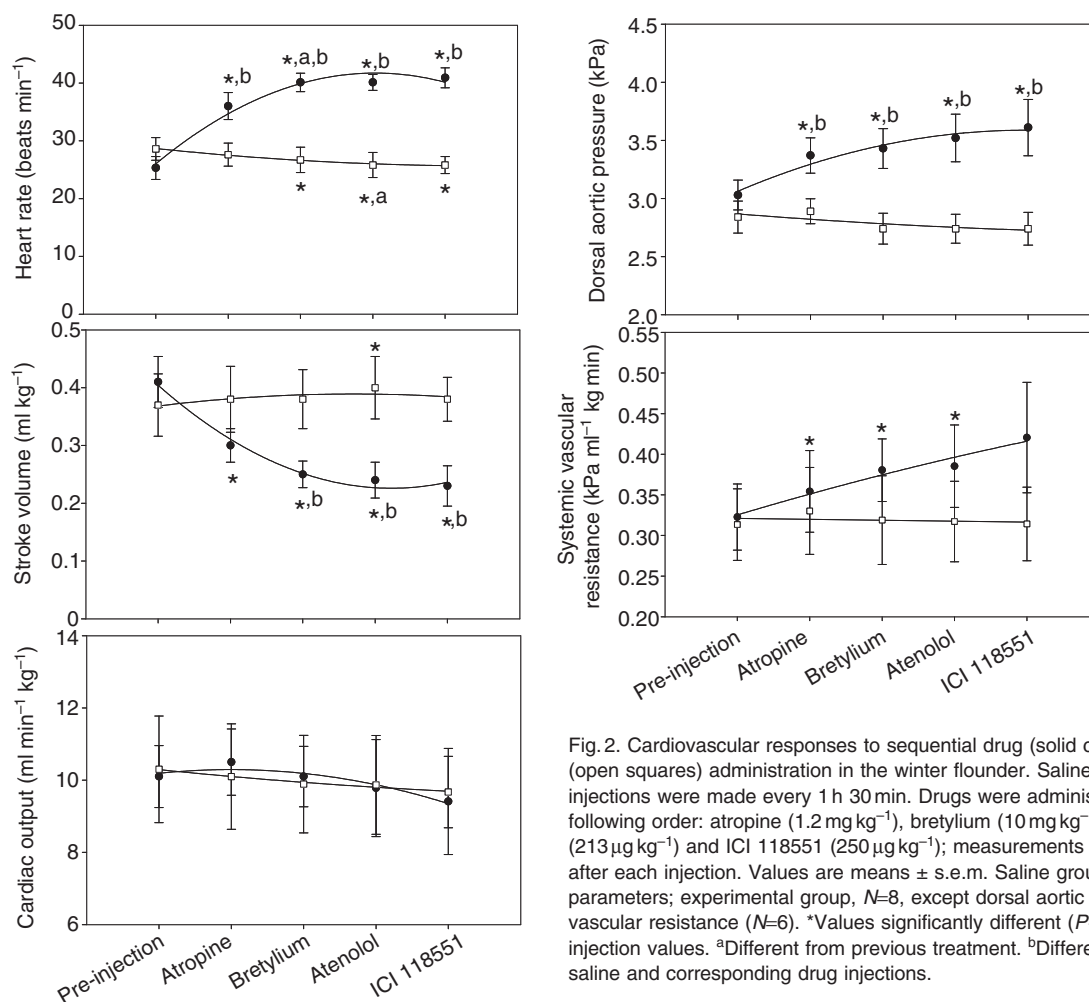 50
40
30
20
10
0
Heart rate (beats min–1)
*,b
*,a,b
*,b
*,b
*
*,a
*
0.5
0.4
0.3
0.2
0.1
0
Stroke volume (ml kg–1)
*
*
*,b
*,b
*,b
14
12
10
8
6
Cardiac output (ml min–1 kg–1)
Pre-injection
Atropine
Bretylium
Atenolol
ICI 118551
4.5
4.0
3.5
3.0
2.5
2.0
Dorsal aortic pressure (kPa)
*,b
*,b
*,b
*,b
0.55
0.50
0.45
0.40
0.35
0.30
0.25
0.20
Systemic vascular
resistance (kPa ml–1 kg min)
*
*
*
Pre-injection
Atropine
Bretylium
Atenolol
ICI 118551
Fig. 2. Cardiovascular responses to sequential drug (solid
(open squares) administration in the winter flounder. Saline
injections were made every 1 h 30 min. Drugs were
following order: atropine (1.2 mg kg–1), bretylium (10 mg kg–
(213 μg kg–1) and ICI 118551 (250 μg kg–1); measurements
after each injection. Values are means ± s.e.m. Saline
parameters; experimental group, N=8, except dorsal aortic
vascular resistance (N=6). *Values significantly different (P
injection values. aDifferent from previous treatment.
saline and corresponding drug injections.